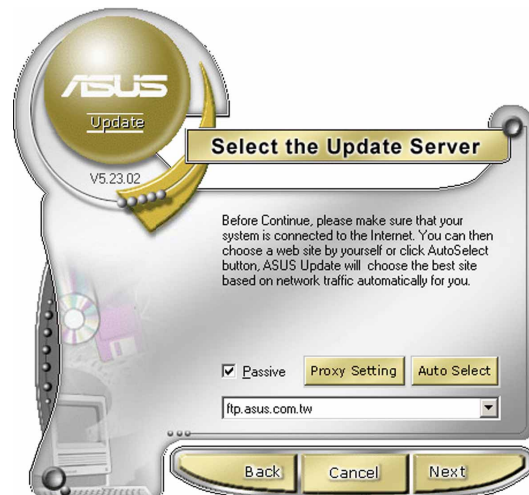 ASUS
Update
V5.23.02
Select the Update Server
Before Continue, please make sure that your
system is connected to the Internet. You can then
choose a web site by yourself or click AutoSelect
button, ASUS Update will choose the best site
based on network traffic automatically for you.
Passive
Proxy Setting
Auto Select
ftp.asus.com.tw
Back
Cancel
Next